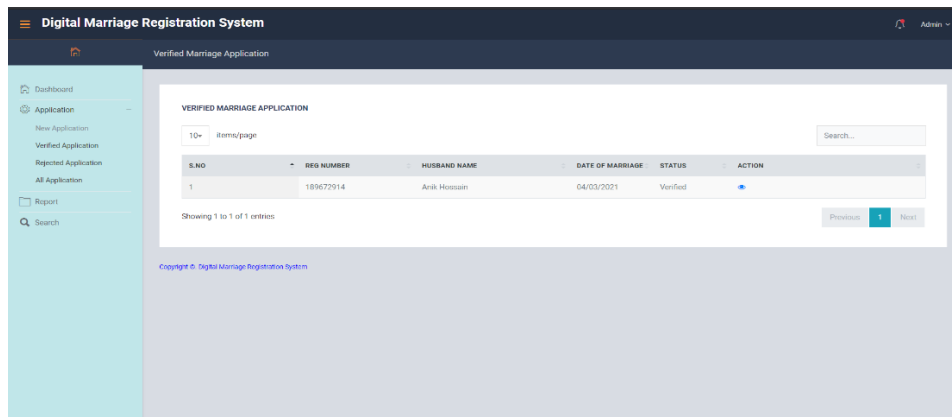 Digital Marriage Registration System
Admin
Verified Marriage Application
Dashboard
Application
New Application
Verified Application
Rejected Application
All Application
Report
Search
VERIFIED MARRIAGE APPLICATION
10 items/page
Search...
S.NO REG NUMBER HUSBAND NAME DATE OF MARRIAGE STATUS ACTION
1 189672914 Anik Hossain 04/03/2021 Verified
Showing 1 to 1 of 1 entries
Previous 1 Next
Copyright ©. Digital Marriage Registration System